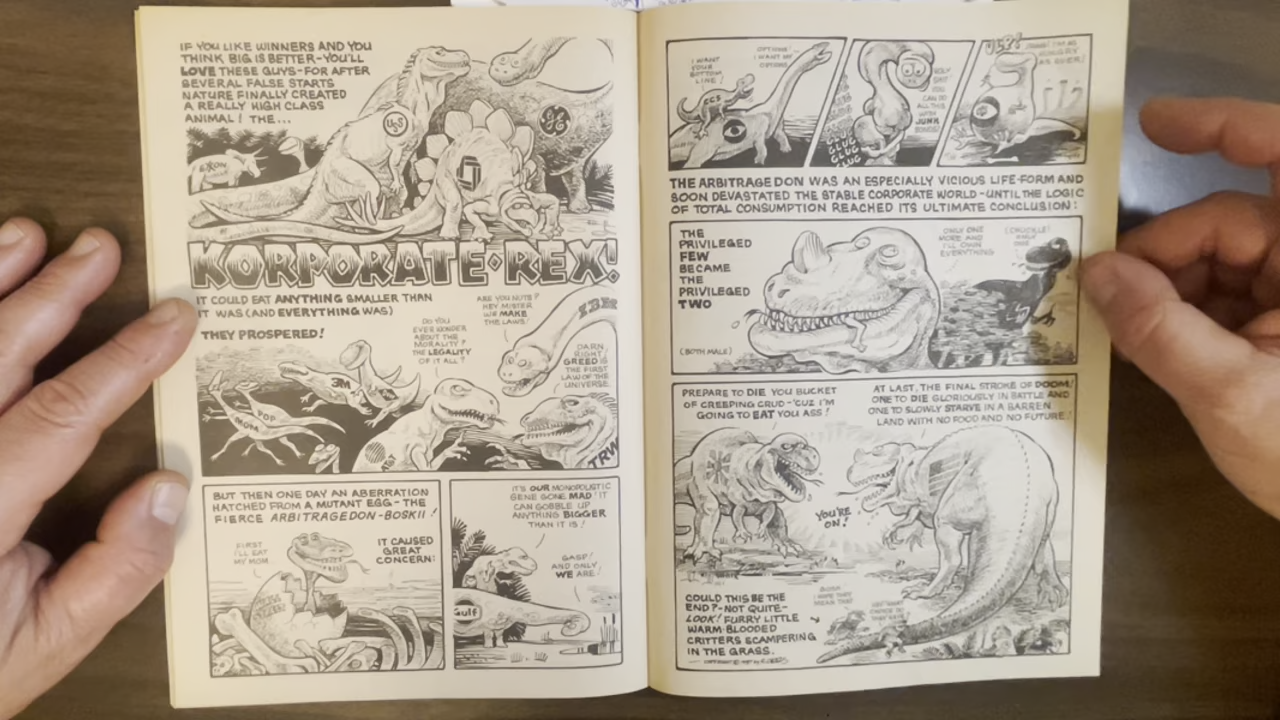 IF YOU LIKE WINNERS AND YOU
THINK BIG IS BETTER-YOU'LL
LOVE THESE GUYS-FOR AFTER
SEVERAL FALSE STARTS
NATURE FINALLY CREATED
A REALLY HIGH CLASS
ANIMAL! THE...
EXXON
USS
GE
KORPORATE·REX!
IT COULD EAT ANYTHING SMALLER THAN
IT WAS (AND EVERYTHING WAS)
THEY PROSPERED!
DO YOU
EVER WONDER
ABOUT THE
MORALITY?
THE LEGALITY
OF IT ALL?
ARE YOU NUTS?
HEY MISTER
WE MAKE
THE LAWS!
IBM
DARN
RIGHT
GREED IS
THE FIRST
LAW OF THE
UNIVERSE.
3M
POP
MOM
TRW
BUT THEN ONE DAY AN ABERRATION
HATCHED FROM A MUTANT EGG-THE
FIERCE ARBITRAGEDON-BOSKII!
FIRST
I'LL EAT
MY MOM
IT CAUSED
GREAT
CONCERN:
IT'S OUR MONOPOLISTIC
GENE GONE MAD! IT
CAN GOBBLE UP
ANYTHING BIGGER
THAN IT IS!
GASP!
AND ONLY
WE ARE!
Gulf
I WANT
YOUR
BOTTOM
LINE!
OPTIONS!
I WANT MY
OPTIONS
CCX
GLUG
GLUG
GLUG
YOU
CAN DO
ALL THIS
WITH
JUNK
BONDS!
ULP!
THE ARBITRAGEDON WAS AN ESPECIALLY VICIOUS LIFE-FORM AND
SOON DEVASTATED THE STABLE CORPORATE WORLD-UNTIL THE LOGIC
OF TOTAL CONSUMPTION REACHED ITS ULTIMATE CONCLUSION:
THE
PRIVILEGED
FEW
BECAME
THE
PRIVILEGED
TWO
(BOTH MALE)
ONLY ONE
MORE AND
I'LL OWN
EVERYTHING
(CHUCKLE)
PREPARE TO DIE YOU BUCKET
OF CREEPING CRUD-'CUZ I'M
GOING TO EAT YOU ASS!
AT LAST, THE FINAL STROKE OF DOOM!
ONE TO DIE GLORIOUSLY IN BATTLE AND
ONE TO SLOWLY STARVE IN A BARREN
LAND WITH NO FOOD AND NO FUTURE!
YOU'RE
ON!
COULD THIS BE THE
END?-NOT QUITE-
LOOK! FURRY LITTLE
WARM-BLOODED
CRITTERS SCAMPERING
IN THE GRASS.